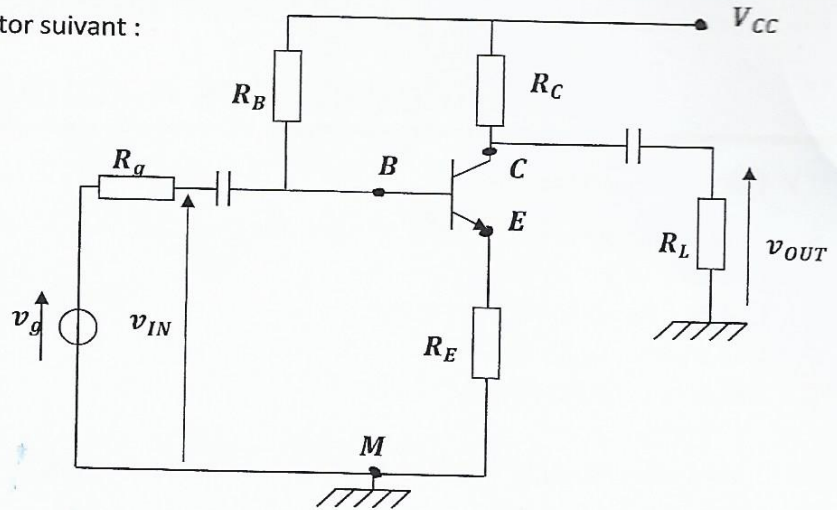 tor suivant :
V_CC
R_B
R_C
R_g
B
C
E
R_L
v_OUT
v_g
v_IN
R_E
M